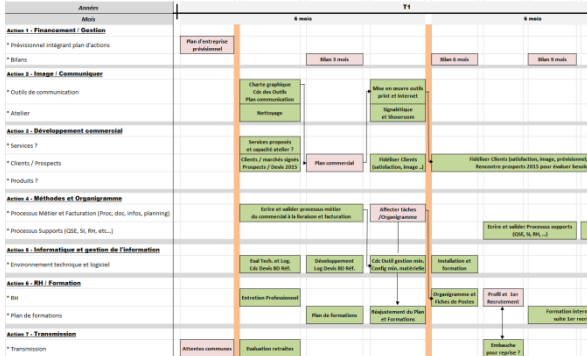 Années
T1
Mois
6 mois
6 mois
Action 1 - Financement / Gestion
* Prévisionnel intégrant plan d'actions
Plan d'entreprise
prévisionnel
* Bilans
Bilan 3 mois
Bilan 6 mois
Bilan 9 mois
Action 2 - Image / Communiquer
* Outils de communication
Charte graphique
Cdc des Outils
Plan communication
Mise en œuvre outils
print et internet
* Atelier
Nettoyage
Signalétique
et Showroom
Action 3 - Développement commercial
* Services ?
Services proposés
et capacité atelier ?
* Clients / Prospects
Clients / marchés signés
Prospects / Devis 2015
Plan commercial
Fidéliser Clients
(satisfaction, image ..)
Fidéliser Clients (satisfaction, image, prévisionnel,
Rencontre prospects 2015 pour évaluer besoin
* Produits ?
Action 4 - Méthodes et Organigramme
* Processus Métier et Facturation (Proc, doc, infos, planning)
Ecrire et valider processus métier
du commercial à la livraison et facturation
Affecter tâches
/Organigramme
* Processus Supports (QSE, SI, RH, etc...)
Ecrire et valider Processus supports
(QSE, SI, RH, ...)
Action 5 - Informatique et gestion de l'information
* Environnement technique et logiciel
Eval Tech. et Log.
Cdc Devis BD Réf.
Développement
Log Devis BD Réf.
Cdc Outil gestion min.
Config min. matérielle
Installation et
formation
Action 6 - RH / Formation
* RH
Entretien Professionnel
Organigramme et
Fiches de Postes
Profil et 1er
Recrutement
* Plan de formations
Plan de formations
Réajustement du Plan
et Formations
Formation intern
suite 1er recr
Action 7 - Transmission
* Transmission
Attentes communes
Evaluation retraites
Embauche
pour reprise ?